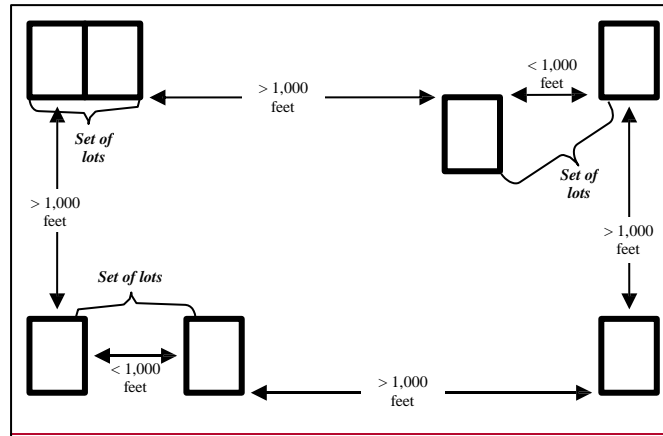 < 1,000
feet
> 1,000
feet
Set of
lots
Set of
lots
> 1,000
feet
> 1,000
feet
Set of lots
< 1,000
feet
> 1,000
feet